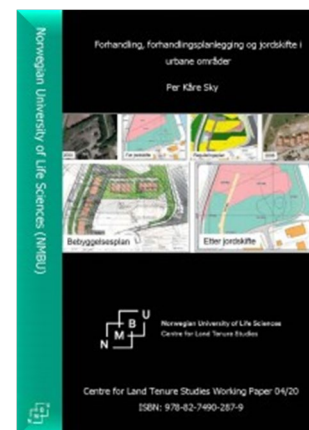 Forhandling, forhandlingsplanlegging og jordskifte i
urbane områder
Per Kåre Sky
Norwegian University of Life Sciences (NMBU)
Før jordskifte
Bebyggelsesplan
Etter jordskifte
N M B U
Norwegian University of Life Sciences
Centre for Land Tenure Studies
Centre for Land Tenure Studies Working Paper 04/20
ISBN: 978-82-7490-287-9